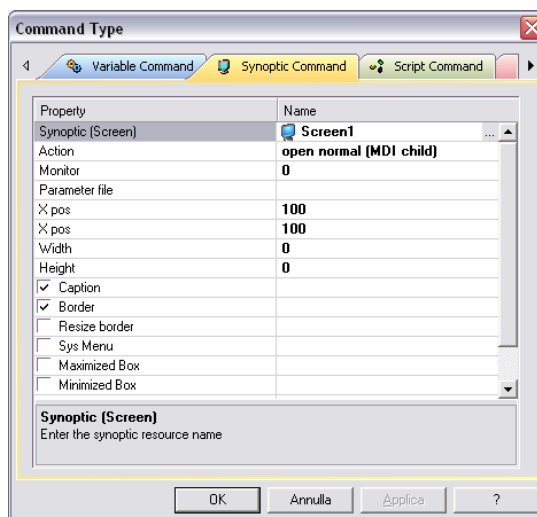 Command Type
Variable Command Synoptic Command Script Command
Property Name
Synoptic (Screen) Screen1 ...
Action open normal (MDI child)
Monitor 0
Parameter file
X pos 100
X pos 100
Width 0
Height 0
Caption
Border
Resize border
Sys Menu
Maximized Box
Minimized Box
Synoptic (Screen)
Enter the synoptic resource name
OK Annulla Applica ?